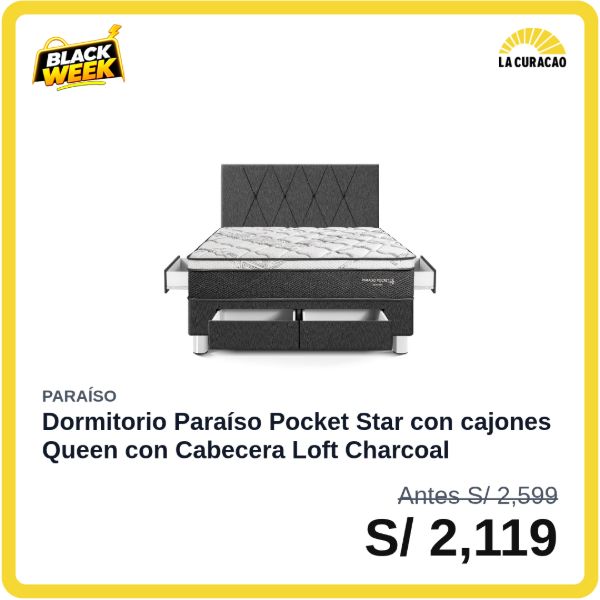 BLACK
WEEK
LA CURACAO
PARAÍSO
Dormitorio Paraíso Pocket Star con cajones
Queen con Cabecera Loft Charcoal
Antes S/ 2,599
S/ 2,119